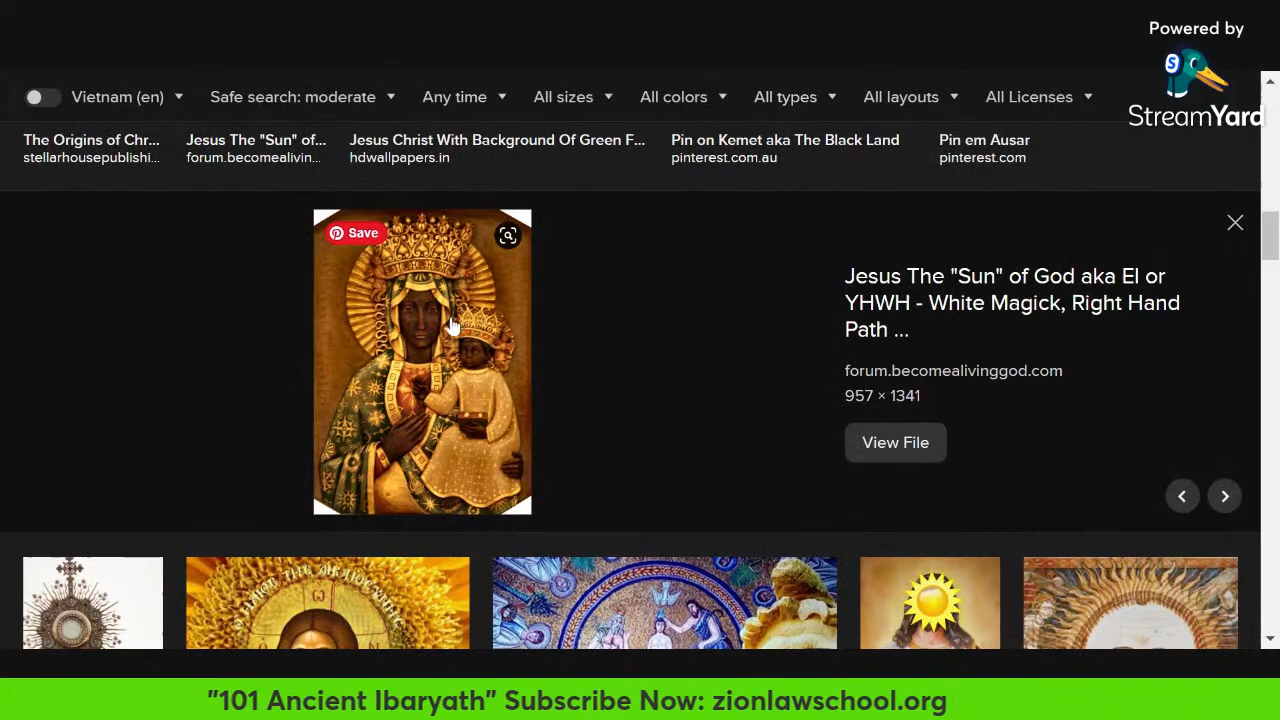 Powered by
StreamYard
Vietnam (en) Safe search: moderate Any time All sizes All colors All types All layouts All Licenses
The Origins of Chr... Jesus The "Sun" of... Jesus Christ With Background Of Green F... Pin on Kemet aka The Black Land Pin em Ausar
stellarhousepublishi... forum.becomealivin... hdwallpapers.in pinterest.com.au pinterest.com
Save
Jesus The "Sun" of God aka El or
YHWH - White Magick, Right Hand
Path ...
forum.becomealivinggod.com
957 × 1341
View File
"101 Ancient Ibaryath" Subscribe Now: zionlawschool.org